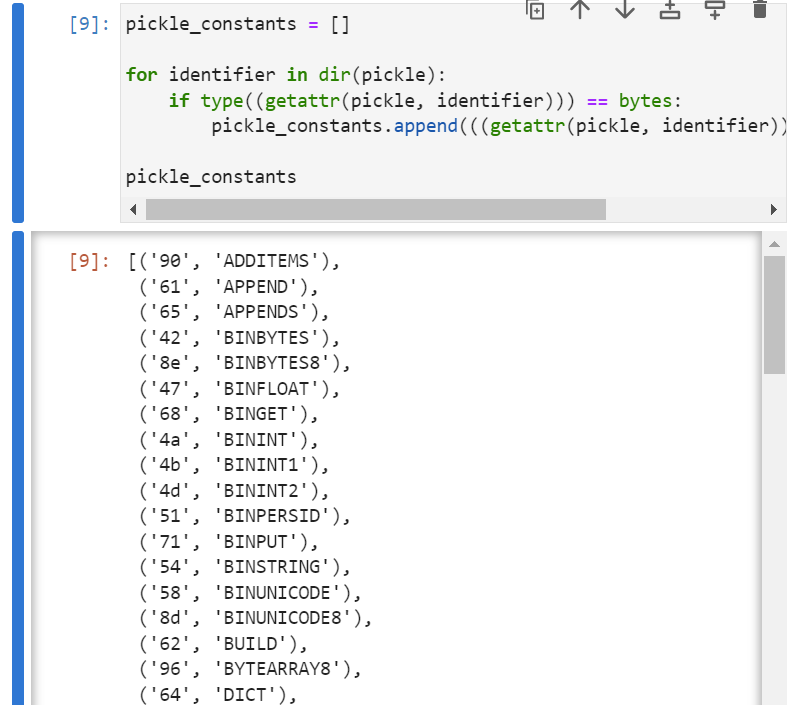 [9]: pickle_constants = []
for identifier in dir(pickle):
    if type((getattr(pickle, identifier))) == bytes:
        pickle_constants.append(((getattr(pickle, identifier))
pickle_constants
[9]: [('90', 'ADDITEMS'),
 ('61', 'APPEND'),
 ('65', 'APPENDS'),
 ('42', 'BINBYTES'),
 ('8e', 'BINBYTES8'),
 ('47', 'BINFLOAT'),
 ('68', 'BINGET'),
 ('4a', 'BININT'),
 ('4b', 'BININT1'),
 ('4d', 'BININT2'),
 ('51', 'BINPERSID'),
 ('71', 'BINPUT'),
 ('54', 'BINSTRING'),
 ('58', 'BINUNICODE'),
 ('8d', 'BINUNICODE8'),
 ('62', 'BUILD'),
 ('96', 'BYTEARRAY8'),
 ('64', 'DICT'),